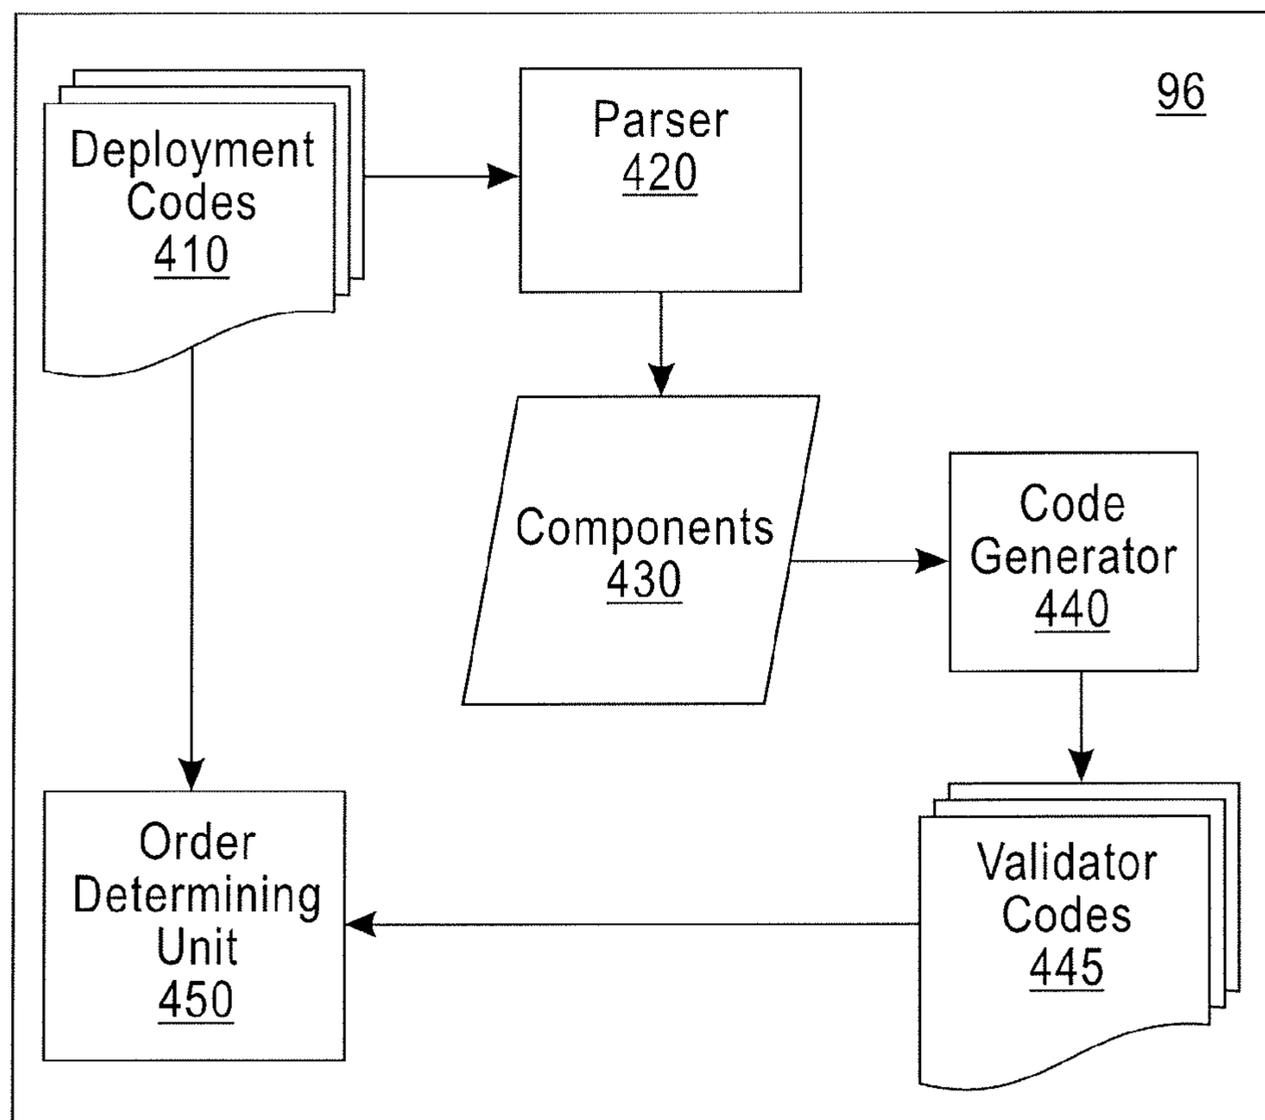 96
Deployment
Codes
410
Parser
420
Components
430
Code
Generator
440
Order
Determining
Unit
450
Validator
Codes
445